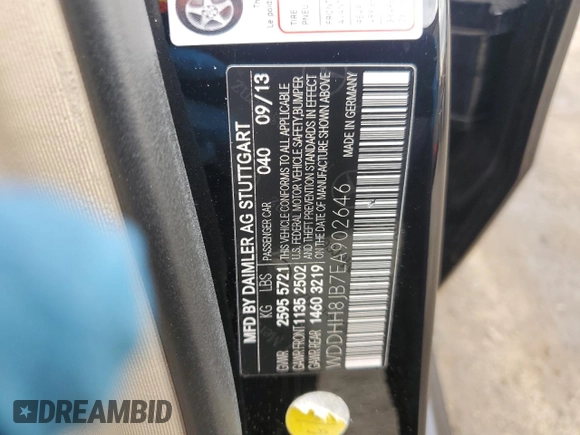 MFD BY DAIMLER AG STUTTGART
PASSENGER CAR 040 09/13
KG LBS
GVWR 2595 5721
GAWR FRONT 1135 2502
GAWR REAR 1460 3219
THIS VEHICLE CONFORMS TO ALL APPLICABLE
U.S. FEDERAL MOTOR VEHICLE SAFETY, BUMPER
AND THEFT PREVENTION STANDARDS IN EFFECT
ON THE DATE OF MANUFACTURE SHOWN ABOVE
MADE IN GERMANY
WDDHH8JB7EA902646
TIRE
PNEU
DREAMBID